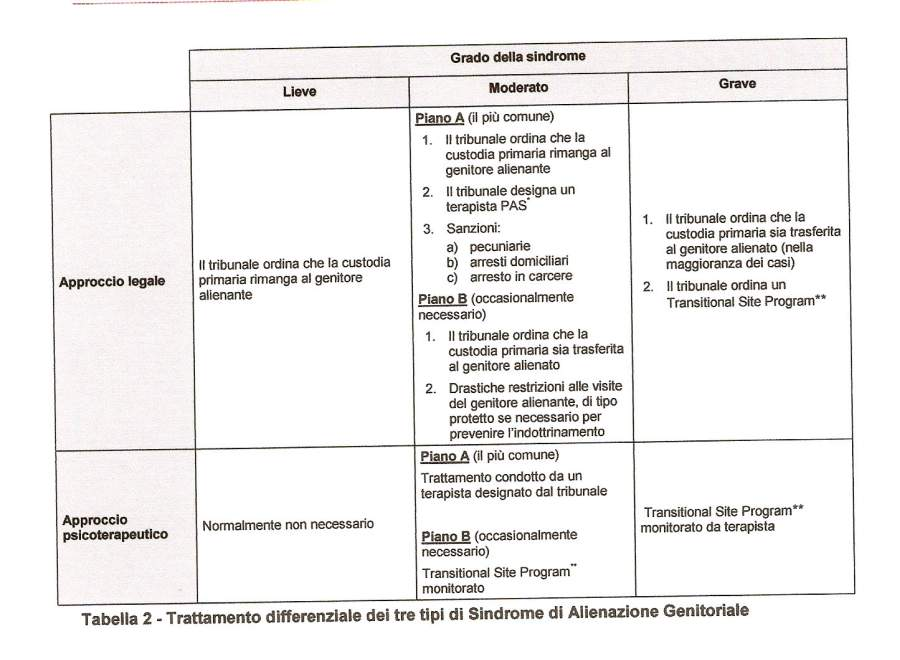 Grado della sindrome
Lieve
Moderato
Grave
Approccio legale
Il tribunale ordina che la custodia
primaria rimanga al genitore
alienante
Piano A (il più comune)
1. Il tribunale ordina che la
custodia primaria rimanga al
genitore alienante
2. Il tribunale designa un
terapista PAS*
3. Sanzioni:
a) pecuniarie
b) arresti domiciliari
c) arresto in carcere
Piano B (occasionalmente
necessario)
1. Il tribunale ordina che la
custodia primaria sia trasferita
al genitore alienato
2. Drastiche restrizioni alle visite
del genitore alienante, di tipo
protetto se necessario per
prevenire l'indottrinamento
1. Il tribunale ordina che la
custodia primaria sia trasferita
al genitore alienato (nella
maggioranza dei casi)
2. Il tribunale ordina un
Transitional Site Program**
Approccio
psicoterapeutico
Normalmente non necessario
Piano A (il più comune)
Trattamento condotto da un
terapista designato dal tribunale
Piano B (occasionalmente
necessario)
Transitional Site Program**
monitorato
Transitional Site Program**
monitorato da terapista
Tabella 2 - Trattamento differenziale dei tre tipi di Sindrome di Alienazione Genitoriale